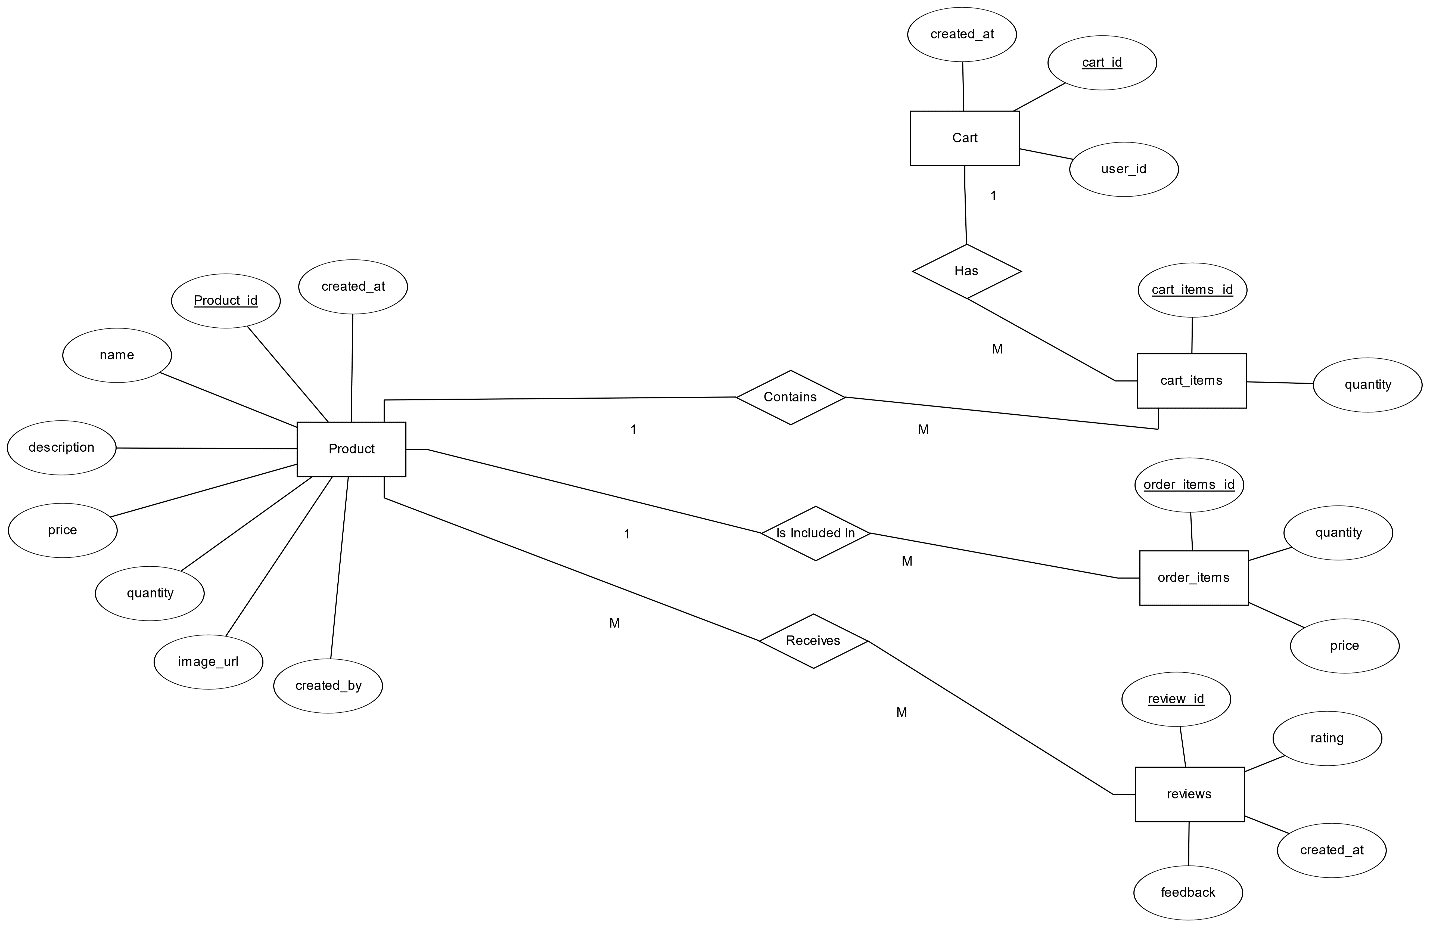 created_at
cart_id
Cart
user_id
1
Has
M
cart_items_id
cart_items
quantity
Product_id
created_at
name
description
Product
price
quantity
image_url
created_by
Contains
1
M
Is Included In
1
M
order_items_id
quantity
order_items
price
Receives
M
M
review_id
rating
reviews
created_at
feedback